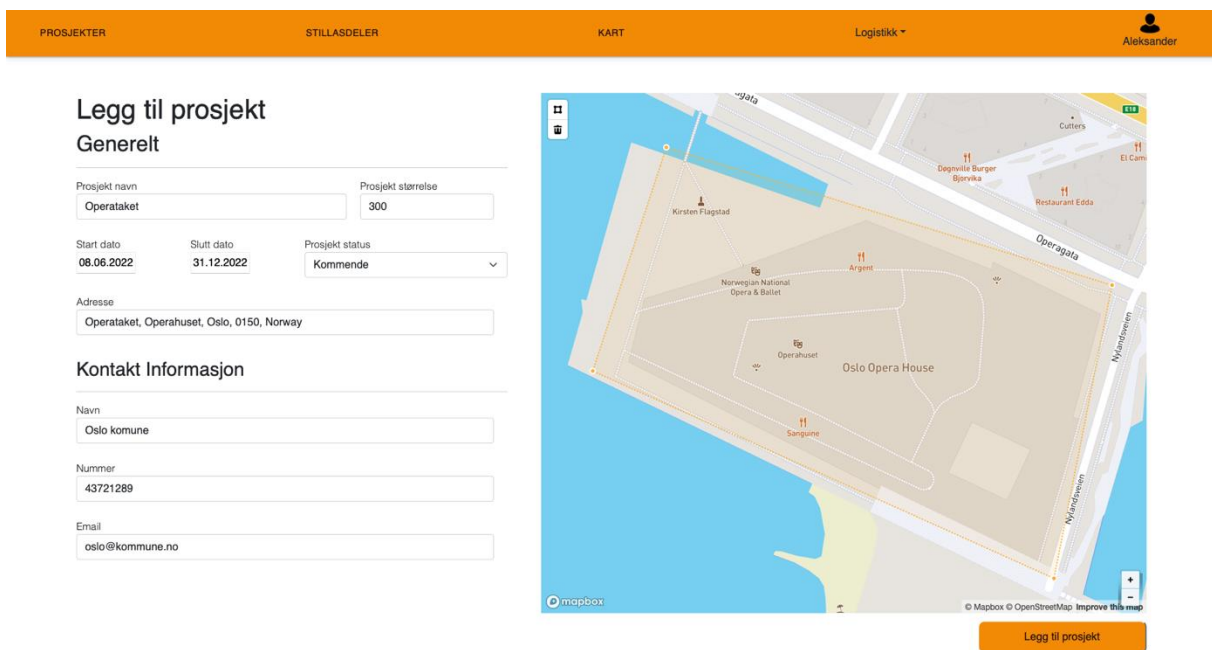 PROSJEKTER STILLASDELER KART Logistikk Aleksander
Legg til prosjekt
Generelt
Prosjekt navn Prosjekt størrelse
Operataket 300
Start dato Slutt dato Prosjekt status
08.06.2022 31.12.2022 Kommende
Adresse
Operataket, Operahuset, Oslo, 0150, Norway
Kontakt Informasjon
Navn
Oslo komune
Nummer
43721289
Email
oslo@kommune.no
E18
Cutters
El Cam
Døgnville Burger
Bjorvika
Restaurant Edda
Kirsten Flagstad
Operagata
Argent
Norwegian National
Opera & Ballet
Nylandsveien
Operahuset
Oslo Opera House
Sanguine
Nylandsveien
+
−
mapbox
© Mapbox © OpenStreetMap Improve this map
Legg til prosjekt